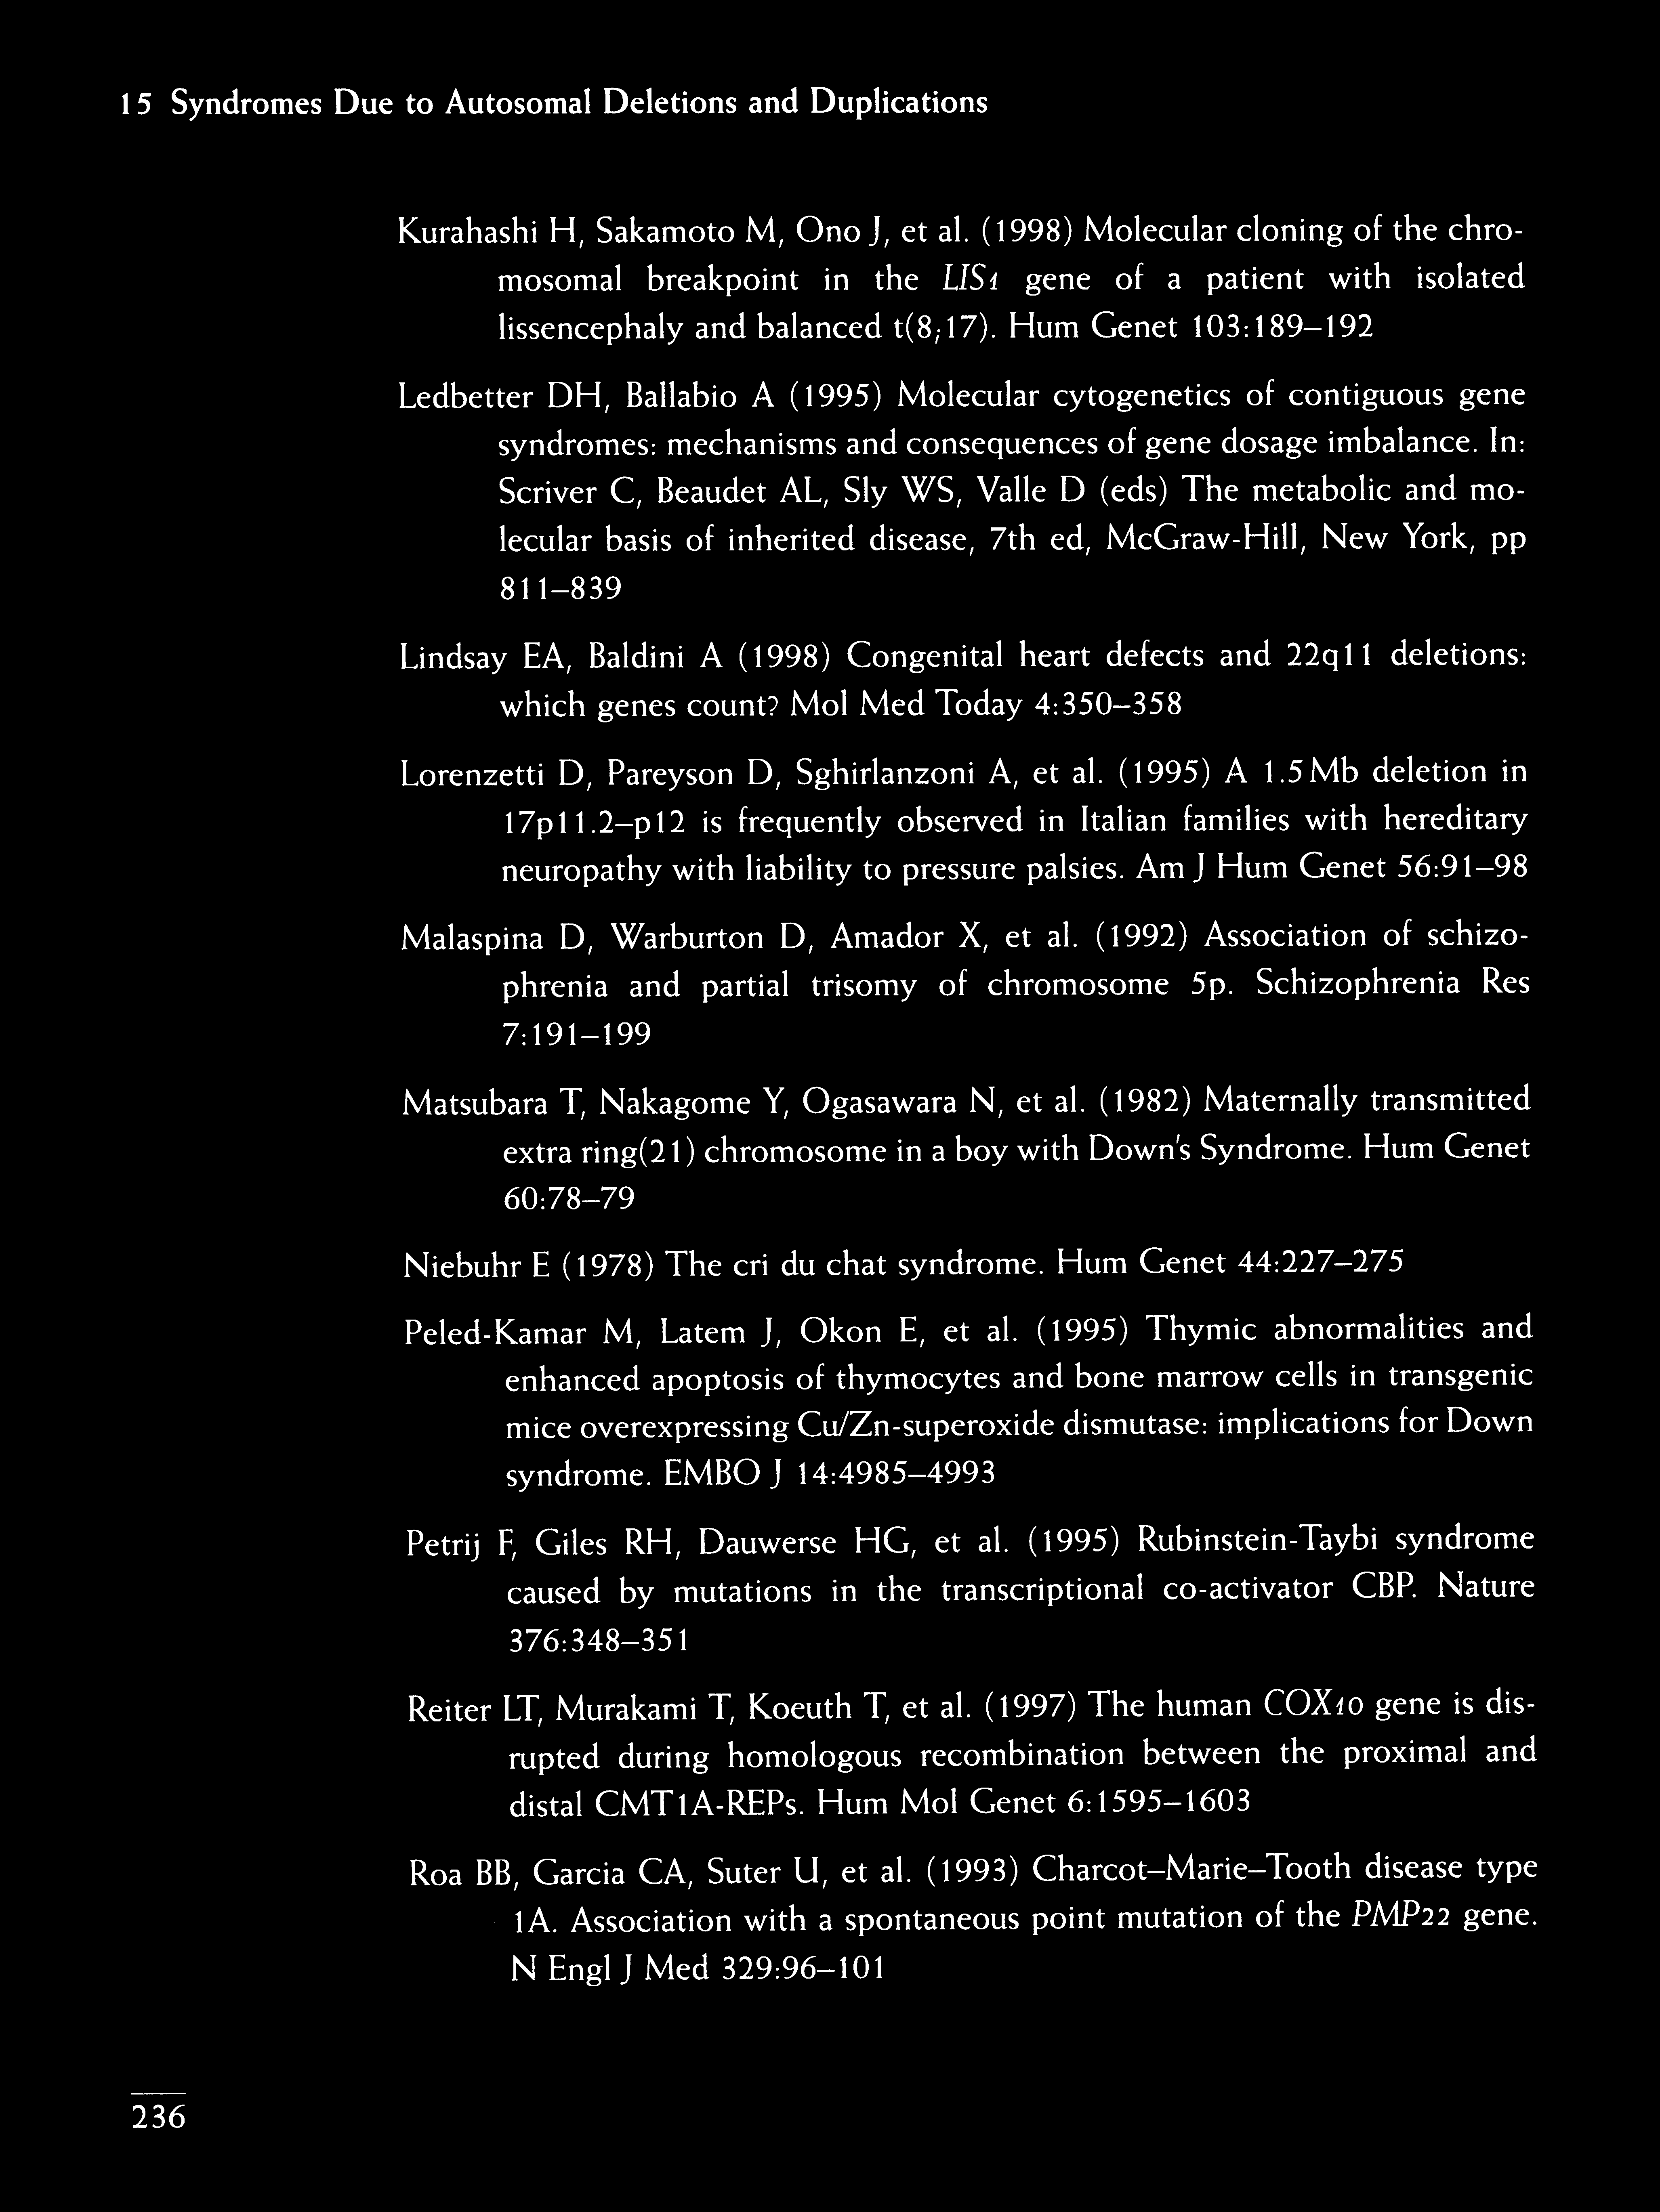 15 Syndromes Due to Autosomal Deletions and Duplications
Kurahashi H, Sakamoto M, Ono J, et al. (1998) Molecular cloning of the chro-
mosomal breakpoint in the LIS1 gene of a patient with isolated
lissencephaly and balanced t(8;17). Hum Genet 103:189–192
Ledbetter DH, Ballabio A (1995) Molecular cytogenetics of contiguous gene
syndromes: mechanisms and consequences of gene dosage imbalance. In:
Scriver C, Beaudet AL, Sly WS, Valle D (eds) The metabolic and mo-
lecular basis of inherited disease, 7th ed, McGraw-Hill, New York, pp
811–839
Lindsay EA, Baldini A (1998) Congenital heart defects and 22q11 deletions:
which genes count? Mol Med Today 4:350–358
Lorenzetti D, Pareyson D, Sghirlanzoni A, et al. (1995) A 1.5 Mb deletion in
17p11.2–p12 is frequently observed in Italian families with hereditary
neuropathy with liability to pressure palsies. Am J Hum Genet 56:91–98
Malaspina D, Warburton D, Amador X, et al. (1992) Association of schizo-
phrenia and partial trisomy of chromosome 5p. Schizophrenia Res
7:191–199
Matsubara T, Nakagome Y, Ogasawara N, et al. (1982) Maternally transmitted
extra ring(21) chromosome in a boy with Down's Syndrome. Hum Genet
60:78–79
Niebuhr E (1978) The cri du chat syndrome. Hum Genet 44:227–275
Peled-Kamar M, Latem J, Okon E, et al. (1995) Thymic abnormalities and
enhanced apoptosis of thymocytes and bone marrow cells in transgenic
mice overexpressing Cu/Zn-superoxide dismutase: implications for Down
syndrome. EMBO J 14:4985–4993
Petrij F, Giles RH, Dauwerse HG, et al. (1995) Rubinstein-Taybi syndrome
caused by mutations in the transcriptional co-activator CBP. Nature
376:348–351
Reiter LT, Murakami T, Koeuth T, et al. (1997) The human COX10 gene is dis-
rupted during homologous recombination between the proximal and
distal CMT1A-REPs. Hum Mol Genet 6:1595–1603
Roa BB, Garcia CA, Suter U, et al. (1993) Charcot–Marie–Tooth disease type
1A. Association with a spontaneous point mutation of the PMP22 gene.
N Engl J Med 329:96–101
236